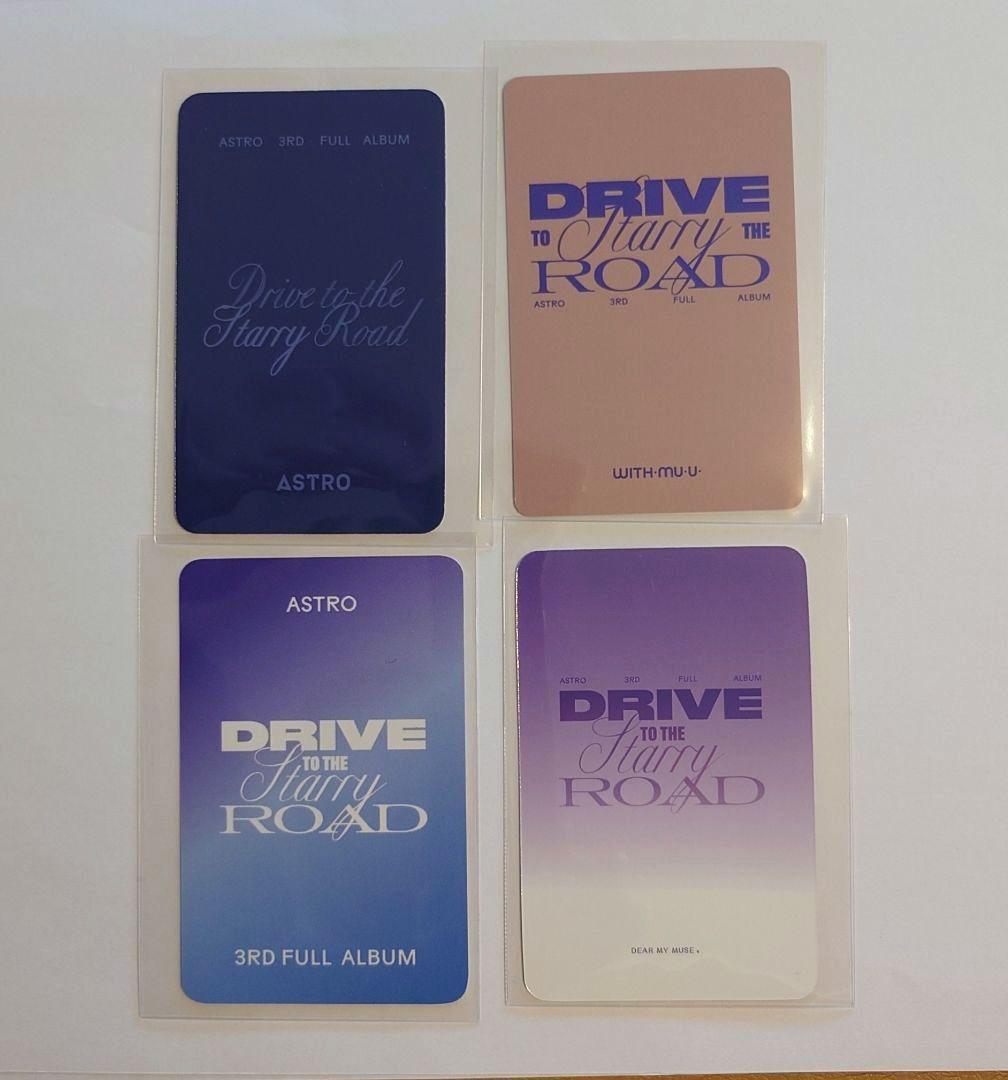 ASTRO 3RD FULL ALBUM
Drive to the
Starry Road
ASTRO
DRIVE
TO Starry THE
ROAD
ASTRO 3RD FULL ALBUM
WITH·MU·U·
ASTRO
DRIVE
TO THE
Starry
ROAD
3RD FULL ALBUM
ASTRO 3RD FULL ALBUM
DRIVE
TO THE
Starry
ROAD
DEAR MY MUSE